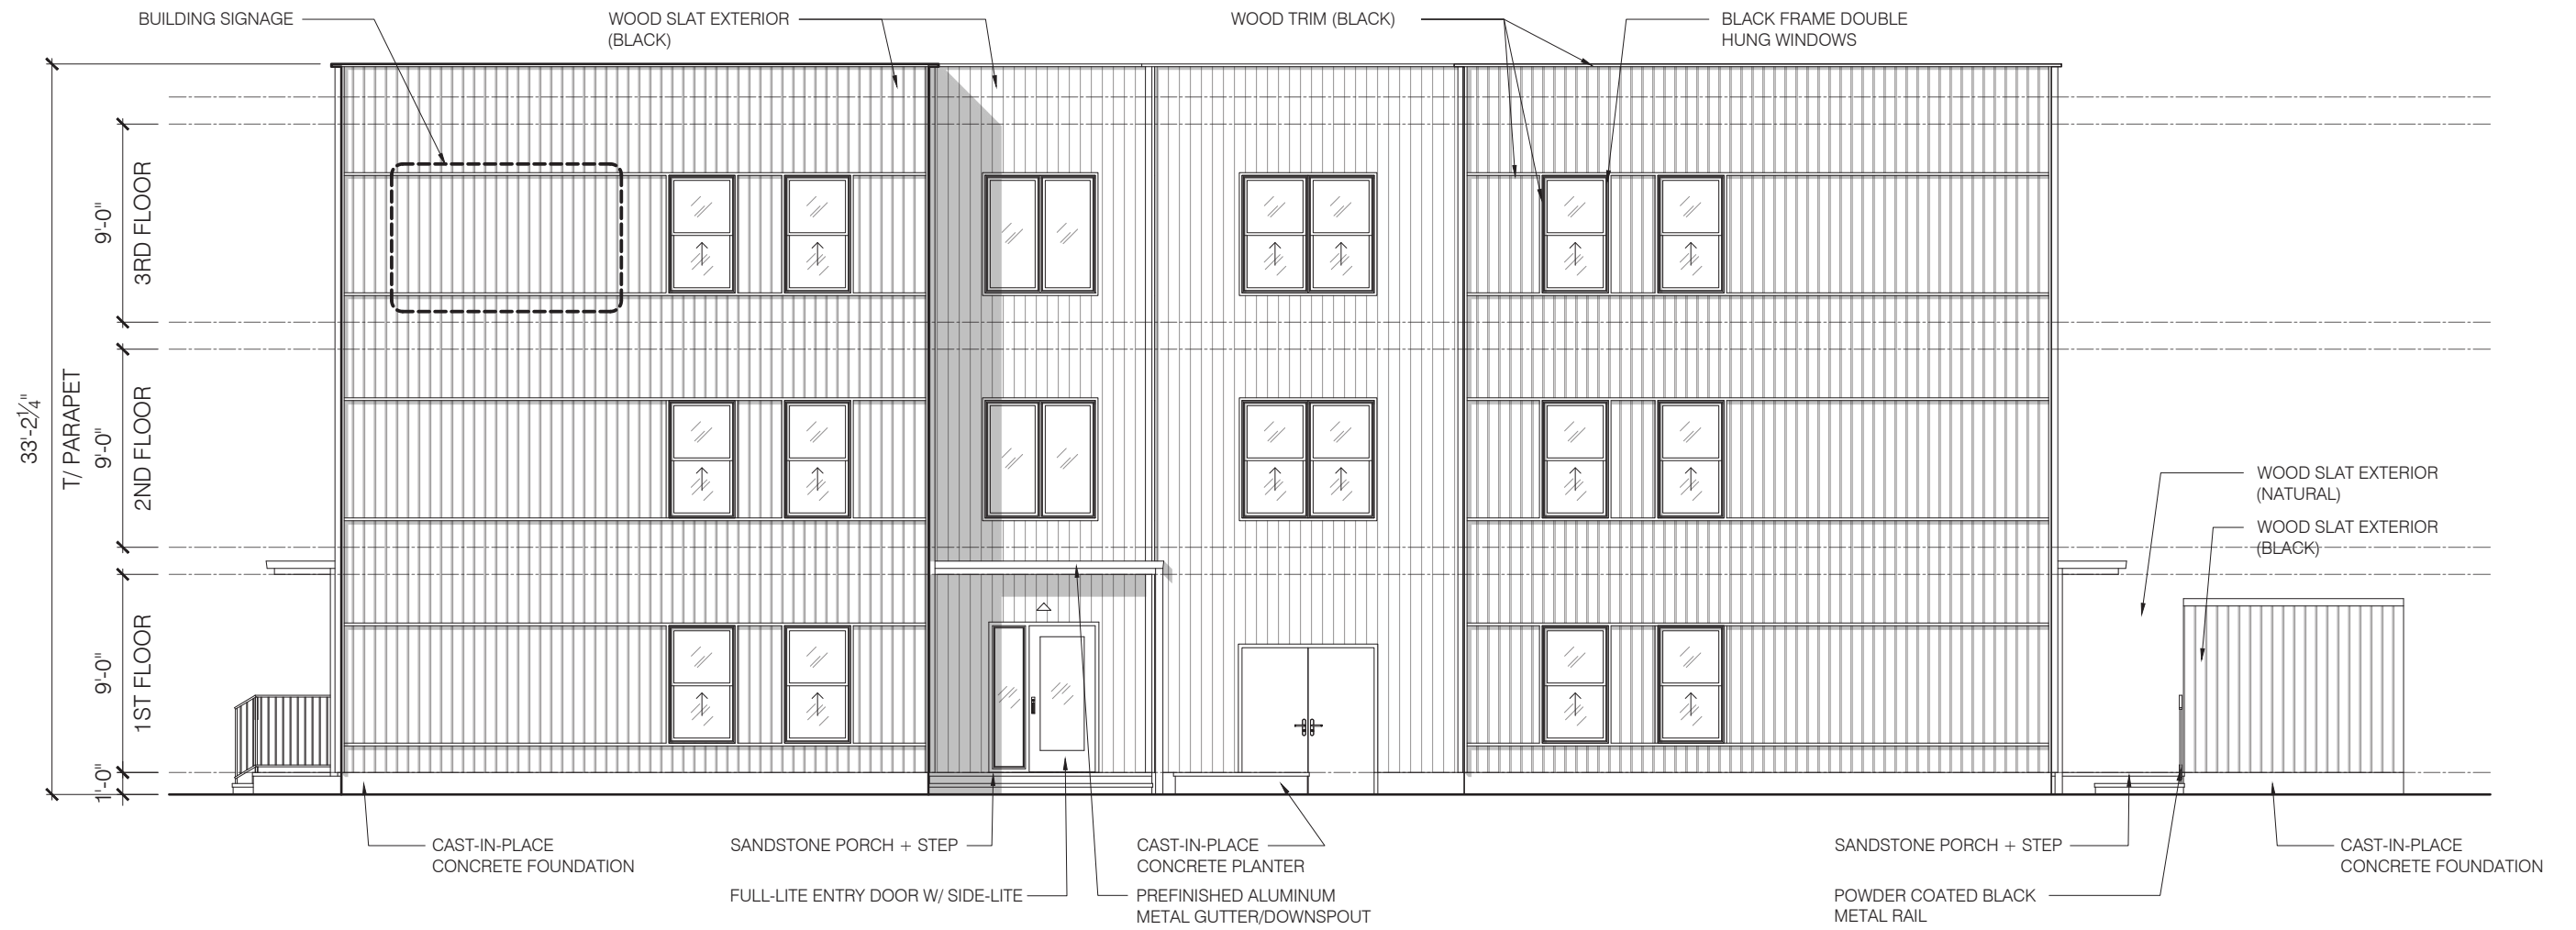 BUILDING SIGNAGE
WOOD SLAT EXTERIOR
(BLACK)
WOOD TRIM (BLACK)
BLACK FRAME DOUBLE
HUNG WINDOWS
33'-2¼"
T/ PARAPET
9'-0"
3RD FLOOR
9'-0"
2ND FLOOR
9'-0"
1ST FLOOR
1'-0"
WOOD SLAT EXTERIOR
(NATURAL)
WOOD SLAT EXTERIOR
(BLACK)
CAST-IN-PLACE
CONCRETE FOUNDATION
SANDSTONE PORCH + STEP
FULL-LITE ENTRY DOOR W/ SIDE-LITE
CAST-IN-PLACE
CONCRETE PLANTER
PREFINISHED ALUMINUM
METAL GUTTER/DOWNSPOUT
SANDSTONE PORCH + STEP
POWDER COATED BLACK
METAL RAIL
CAST-IN-PLACE
CONCRETE FOUNDATION